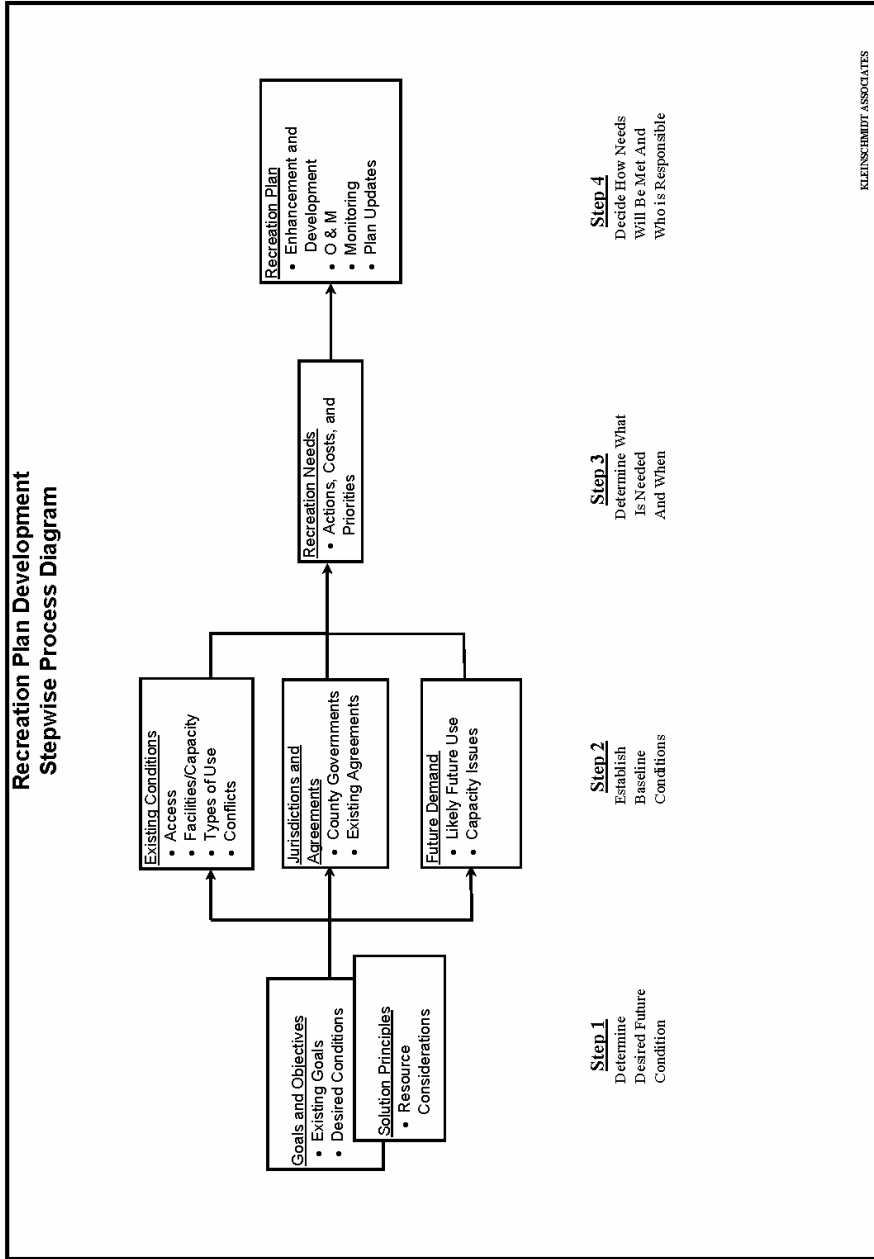 Recreation Plan Development
Stepwise Process Diagram
Goals and Objectives
• Existing Goals
• Desired Conditions
Solution Principles
• Resource
Considerations
Existing Conditions
• Access
• Facilities/Capacity
• Types of Use
• Conflicts
Jurisdictions and
Agreements
• County Governments
• Existing Agreements
Future Demand
• Likely Future Use
• Capacity Issues
Recreation Needs
• Actions, Costs, and
Priorities
Recreation Plan
• Enhancement and
Development
• O & M
• Monitoring
• Plan Updates
Step 1
Determine
Desired Future
Condition
Step 2
Establish
Baseline
Conditions
Step 3
Determine What
Is Needed
And When
Step 4
Decide How Needs
Will Be Met And
Who is Responsible
KLEINSCHMIDT ASSOCIATES